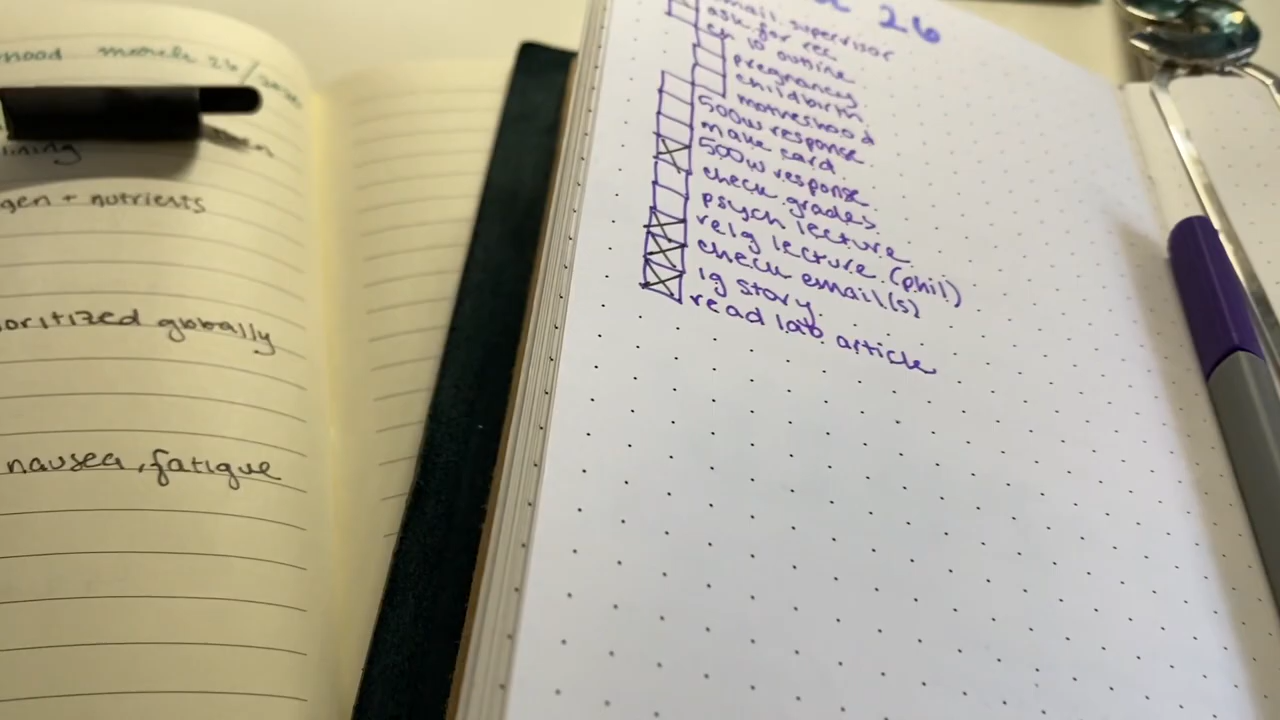 mood march 26/2020
lining
gen + nutrients
oritized globally
nausea, fatigue
26
email supervisor
ask for rec
ch 10 outline
pregnancy
childbirth
motherhood
500w response
make card
500w response
check grades
psych lecture
relg lecture (phil)
check email(s)
ig story
read lab article